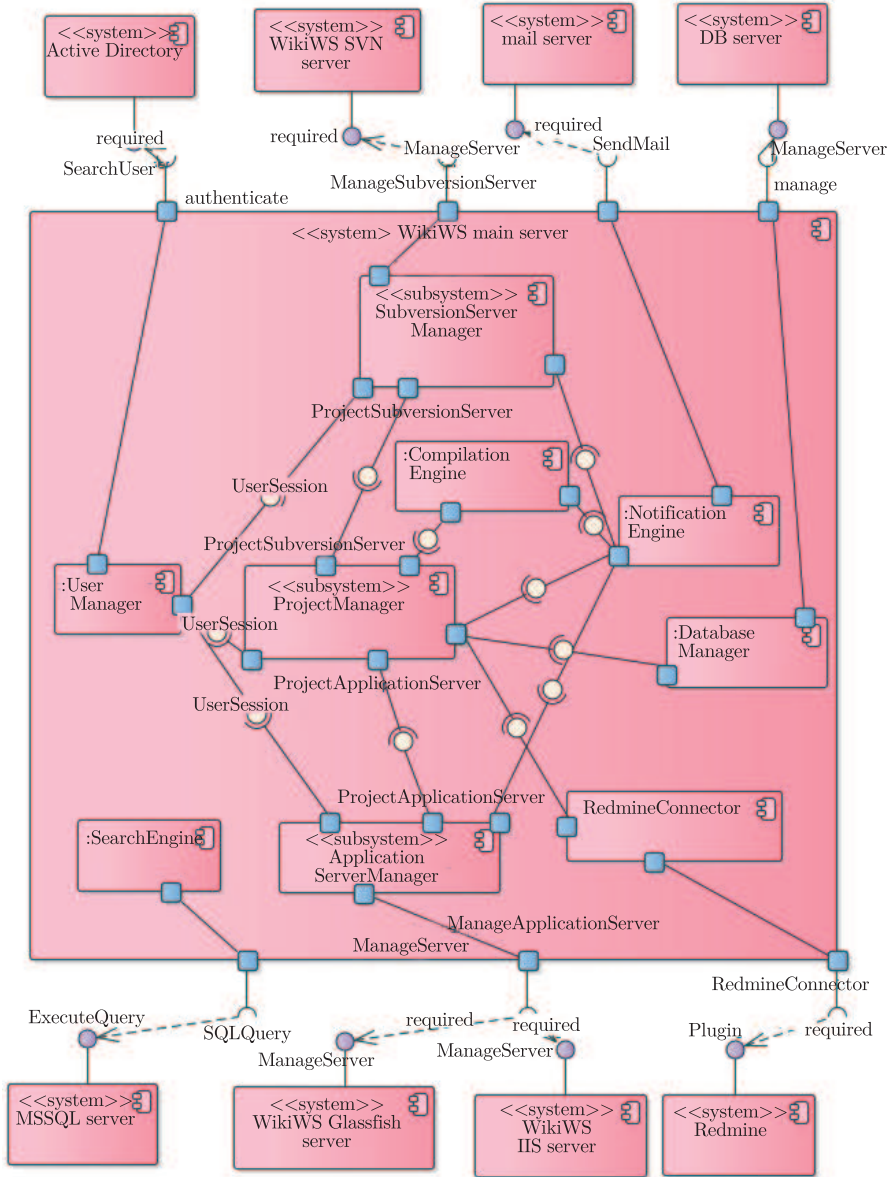 <<system>>
Active Directory
<<system>>
WikiWS SVN
server
<<system>>
mail server
<<system>>
DB server
required
SearchUser
required
ManageServer
required
SendMail
ManageServer
authenticate
ManageSubversionServer
manage
<<system> WikiWS main server
<<subsystem>>
SubversionServer
Manager
ProjectSubversionServer
:Compilation
Engine
UserSession
:Notification
Engine
ProjectSubversionServer
:User
Manager
<<subsystem>>
ProjectManager
UserSession
:Database
Manager
ProjectApplicationServer
UserSession
ProjectApplicationServer
RedmineConnector
:SearchEngine
<<subsystem>>
Application
ServerManager
ManageApplicationServer
ManageServer
RedmineConnector
ExecuteQuery
SQLQuery
required
ManageServer
required
ManageServer
Plugin
required
<<system>>
MSSQL server
<<system>>
WikiWS Glassfish
server
<<system>>
WikiWS
IIS server
<<system>>
Redmine